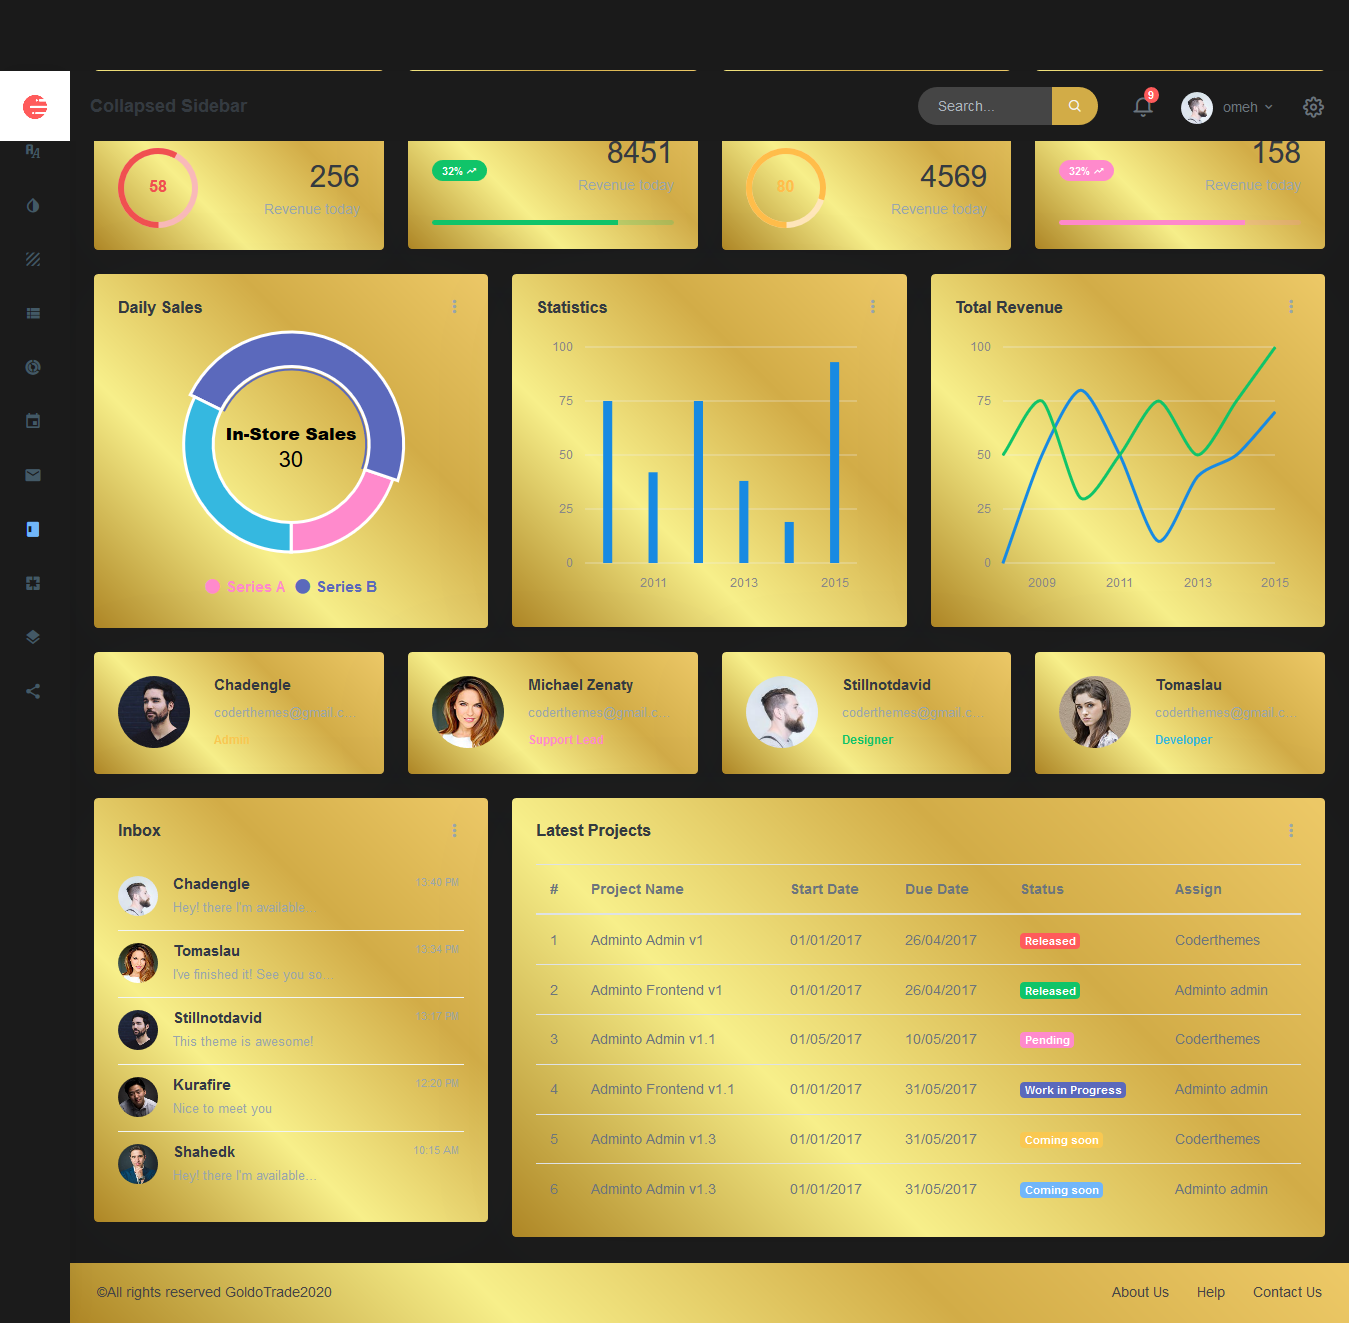 Collapsed Sidebar
Search...
9
omeh
58
256
Revenue today
32%
8451
Revenue today
80
4569
Revenue today
32%
158
Revenue today
Daily Sales
In-Store Sales
30
Series A
Series B
Statistics
100
75
50
25
0
2011
2013
2015
Total Revenue
100
75
50
25
0
2009
2011
2013
2015
Chadengle
coderthemes@gmail.c...
Admin
Michael Zenaty
coderthemes@gmail.c...
Support Lead
Stillnotdavid
coderthemes@gmail.c...
Designer
Tomaslau
coderthemes@gmail.c...
Developer
Inbox
Chadengle
13:40 PM
Hey! there I'm available...
Tomaslau
13:34 PM
I've finished it! See you so...
Stillnotdavid
13:17 PM
This theme is awesome!
Kurafire
12:20 PM
Nice to meet you
Shahedk
10:15 AM
Hey! there I'm available...
Latest Projects
# Project Name Start Date Due Date Status Assign
1 Adminto Admin v1 01/01/2017 26/04/2017 Released Coderthemes
2 Adminto Frontend v1 01/01/2017 26/04/2017 Released Adminto admin
3 Adminto Admin v1.1 01/05/2017 10/05/2017 Pending Coderthemes
4 Adminto Frontend v1.1 01/01/2017 31/05/2017 Work in Progress Adminto admin
5 Adminto Admin v1.3 01/01/2017 31/05/2017 Coming soon Coderthemes
6 Adminto Admin v1.3 01/01/2017 31/05/2017 Coming soon Adminto admin
©All rights reserved GoldoTrade2020
About Us Help Contact Us